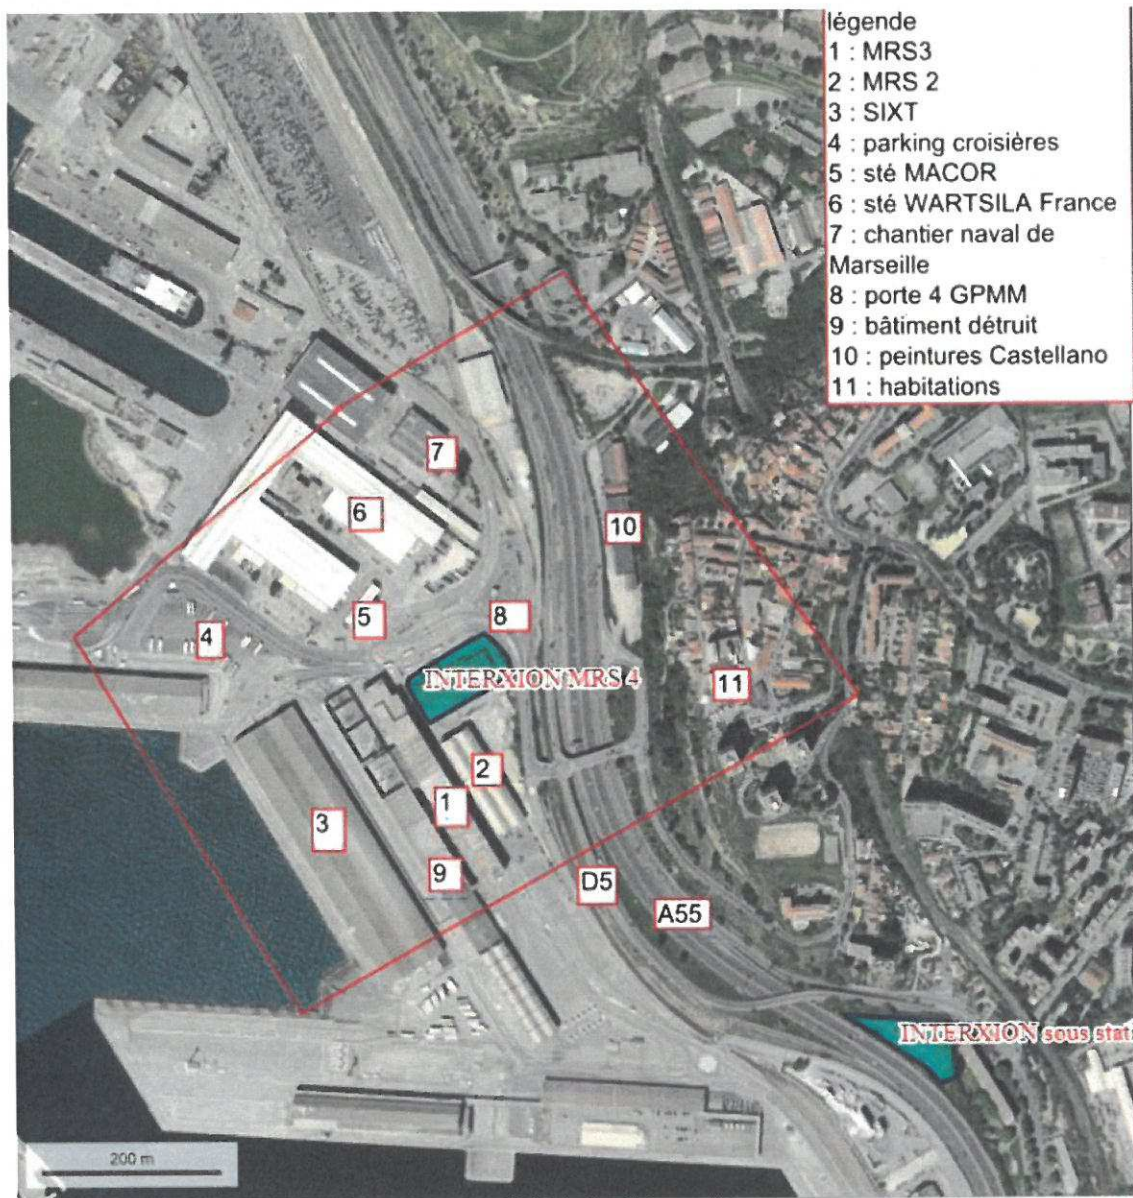 légende
1 : MRS3
2 : MRS 2
3 : SIXT
4 : parking croisières
5 : sté MACOR
6 : sté WARTSILA France
7 : chantier naval de
Marseille
8 : porte 4 GPMM
9 : bâtiment détruit
10 : peintures Castellano
11 : habitations
7
6
10
5
8
4
INTERXION MRS 4
11
2
1
3
9
D5
A55
INTERXION sous stat
200 m